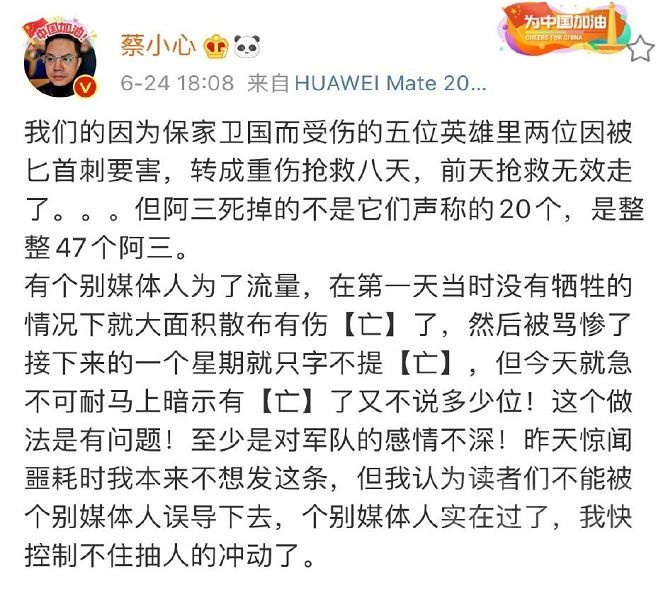 中国加油!
为中国加油
CHEERS FOR CHINA
蔡小心
6-24 18:08 来自 HUAWEI Mate 20...
我们的因为保家卫国而受伤的五位英雄里两位因被
匕首刺要害，转成重伤抢救八天，前天抢救无效走
了。。。但阿三死掉的不是它们声称的20个，是整
整47个阿三。
有个别媒体人为了流量，在第一天当时没有牺牲的
情况下就大面积散布有伤【亡】了，然后被骂惨了
接下来的一个星期就只字不提【亡】，但今天就急
不可耐马上暗示有【亡】了又不说多少位！这个做
法是有问题！至少是对军队的感情不深！昨天惊闻
噩耗时我本来不想发这条，但我认为读者们不能被
个别媒体人误导下去，个别媒体人实在过了，我快
控制不住抽人的冲动了。